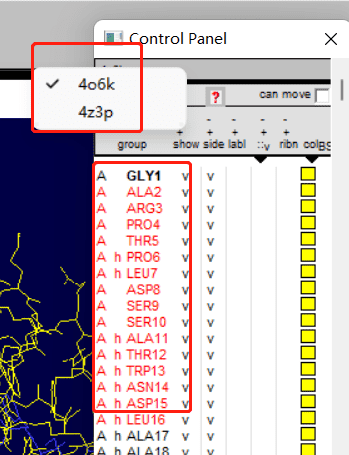 Control Panel
✓ 4o6k
4z3p
? can move
- - - -
+ + + +
group show side labl ::v ribn colBS
A GLY1 v v
A ALA2 v v
A ARG3 v v
A PRO4 v v
A THR5 v v
A h PRO6 v v
A h LEU7 v v
A ASP8 v v
A SER9 v v
A SER10 v v
A h ALA11 v v
A h THR12 v v
A h TRP13 v v
A h ASN14 v v
A h ASP15 v v
A h LEU16 v v
A h ALA17 v v
A h ALA18 v v